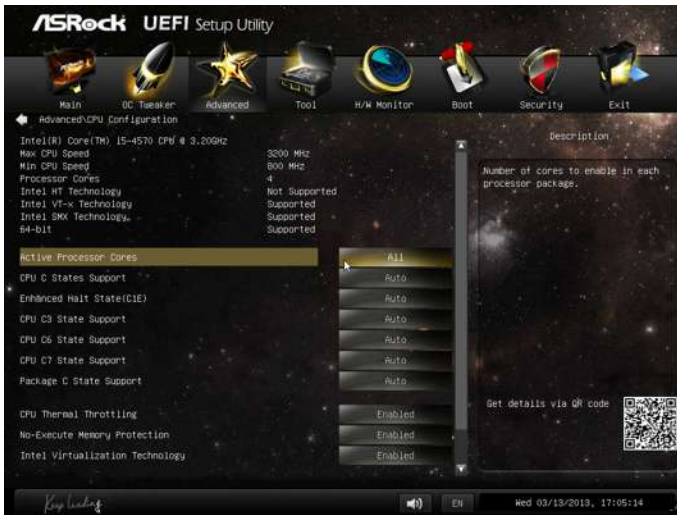 ASRock UEFI Setup Utility
Main OC Tweaker Advanced Tool H/W Monitor Boot Security Exit
Advanced\CPU Configuration
Description
Intel(R) Core(TM) i5-4570 CPU @ 3.20GHz
Max CPU Speed 3200 MHz
Min CPU Speed 800 MHz
Processor Cores 4
Intel HT Technology Not Supported
Intel VT-x Technology Supported
Intel SMX Technology Supported
64-bit Supported
Number of cores to enable in each
processor package.
Active Processor Cores All
CPU C States Support Auto
Enhanced Halt State(C1E) Auto
CPU C3 State Support Auto
CPU C6 State Support Auto
CPU C7 State Support Auto
Package C State Support Auto
Get details via QR code
CPU Thermal Throttling Enabled
No-Execute Memory Protection Enabled
Intel Virtualization Technology Enabled
Keep Leading
EN
Wed 03/13/2013, 17:05:14